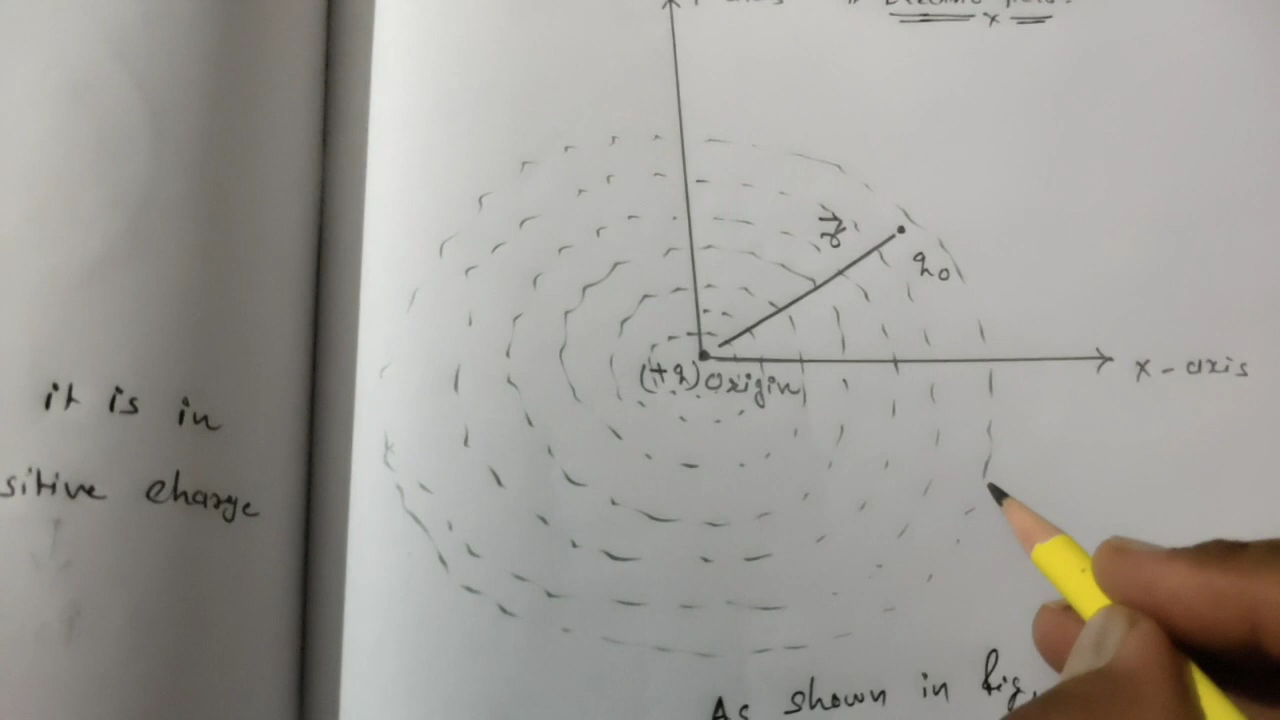 it is in
sitive charge
r⃗
q₀
x-axis
(+q) origin
As shown in fig.